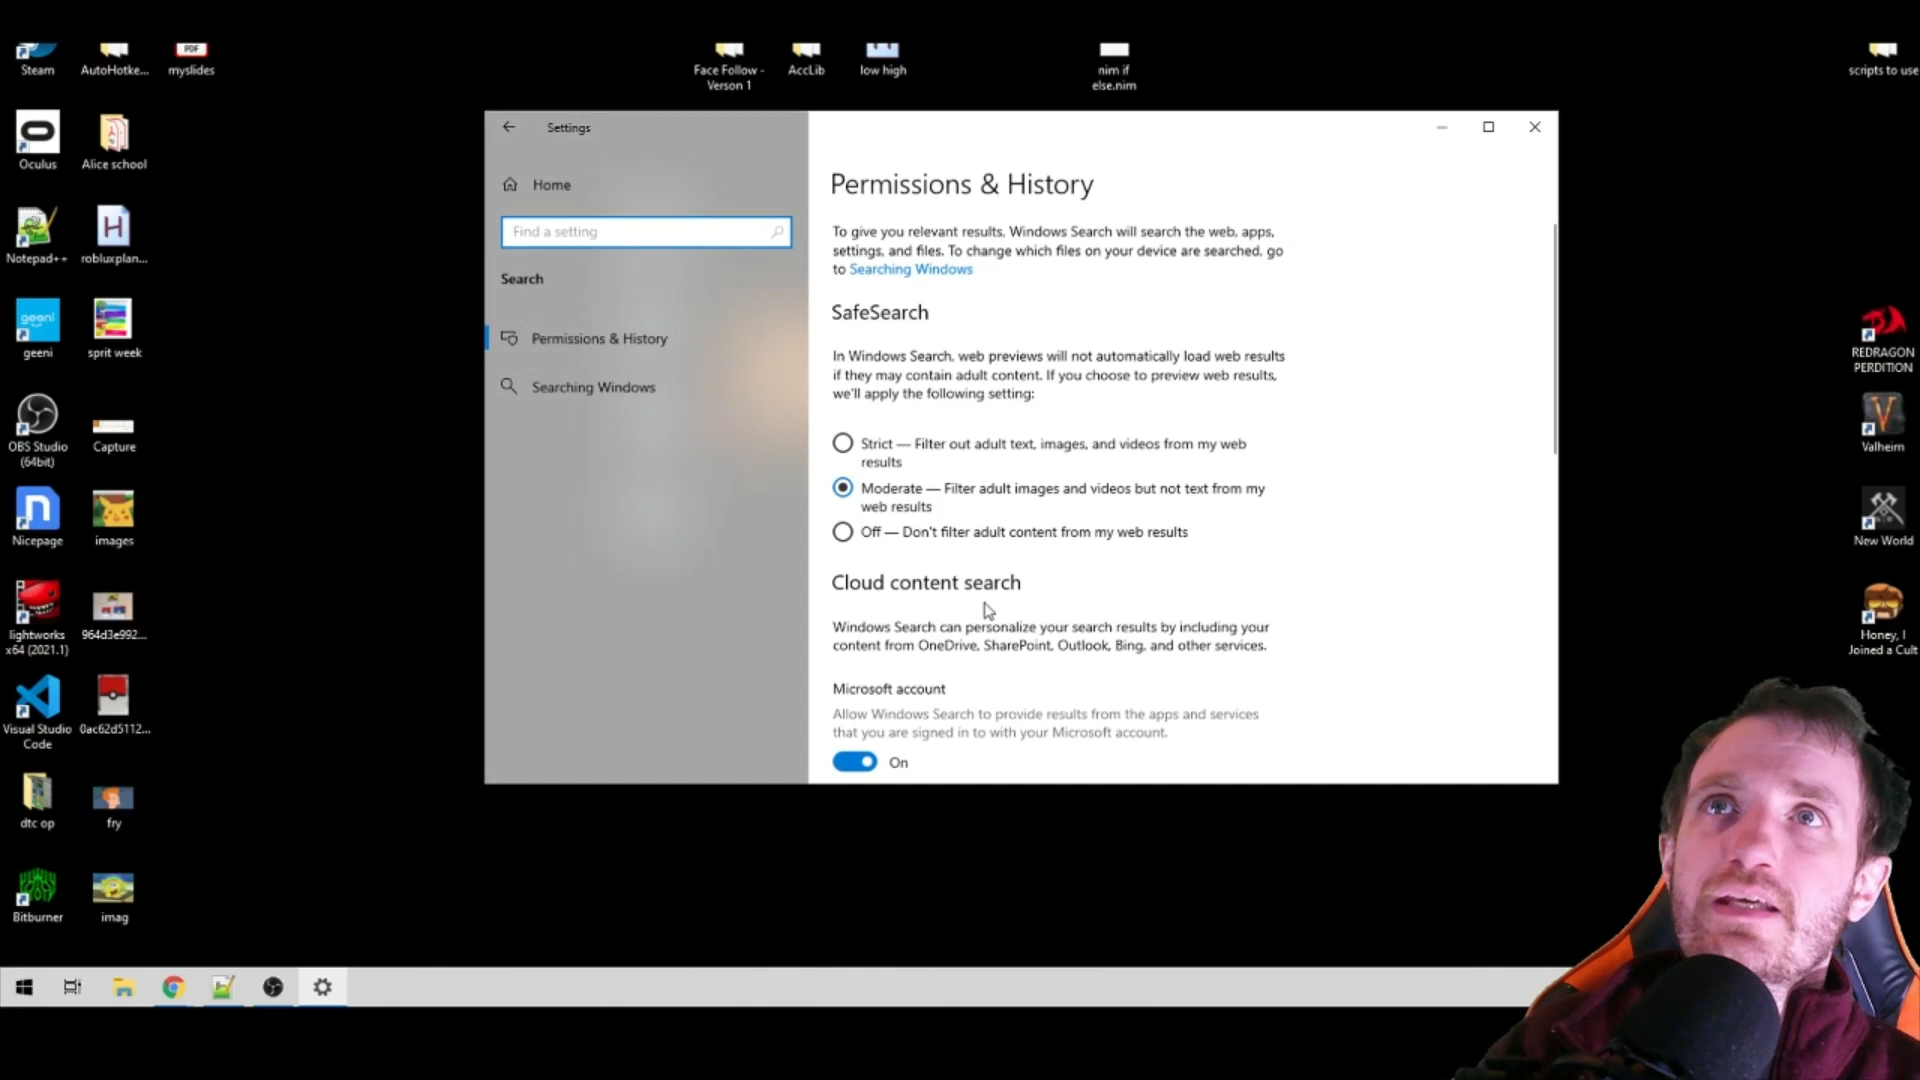 Steam
AutoHotke...
PDF
myslides
Face Follow -
Verson 1
AccLib
low high
nim if
else.nim
scripts to use
Oculus
Alice school
Notepad++
H
robluxplan...
geeni
geeni
sprit week
OBS Studio
(64bit)
Capture
Nicepage
images
lightworks
x64 (2021.1)
964d3e992...
Visual Studio
Code
0ac62d5112...
dtc op
fry
Bitburner
imag
Settings
Home
Find a setting
Search
Permissions & History
Searching Windows
Permissions & History
To give you relevant results, Windows Search will search the web, apps,
settings, and files. To change which files on your device are searched, go
to Searching Windows
SafeSearch
In Windows Search, web previews will not automatically load web results
if they may contain adult content. If you choose to preview web results,
we'll apply the following setting:
Strict — Filter out adult text, images, and videos from my web
results
Moderate — Filter adult images and videos but not text from my
web results
Off — Don't filter adult content from my web results
Cloud content search
Windows Search can personalize your search results by including your
content from OneDrive, SharePoint, Outlook, Bing, and other services.
Microsoft account
Allow Windows Search to provide results from the apps and services
that you are signed in to with your Microsoft account.
On
REDRAGON
PERDITION
Valheim
New World
Honey, I
Joined a Cult